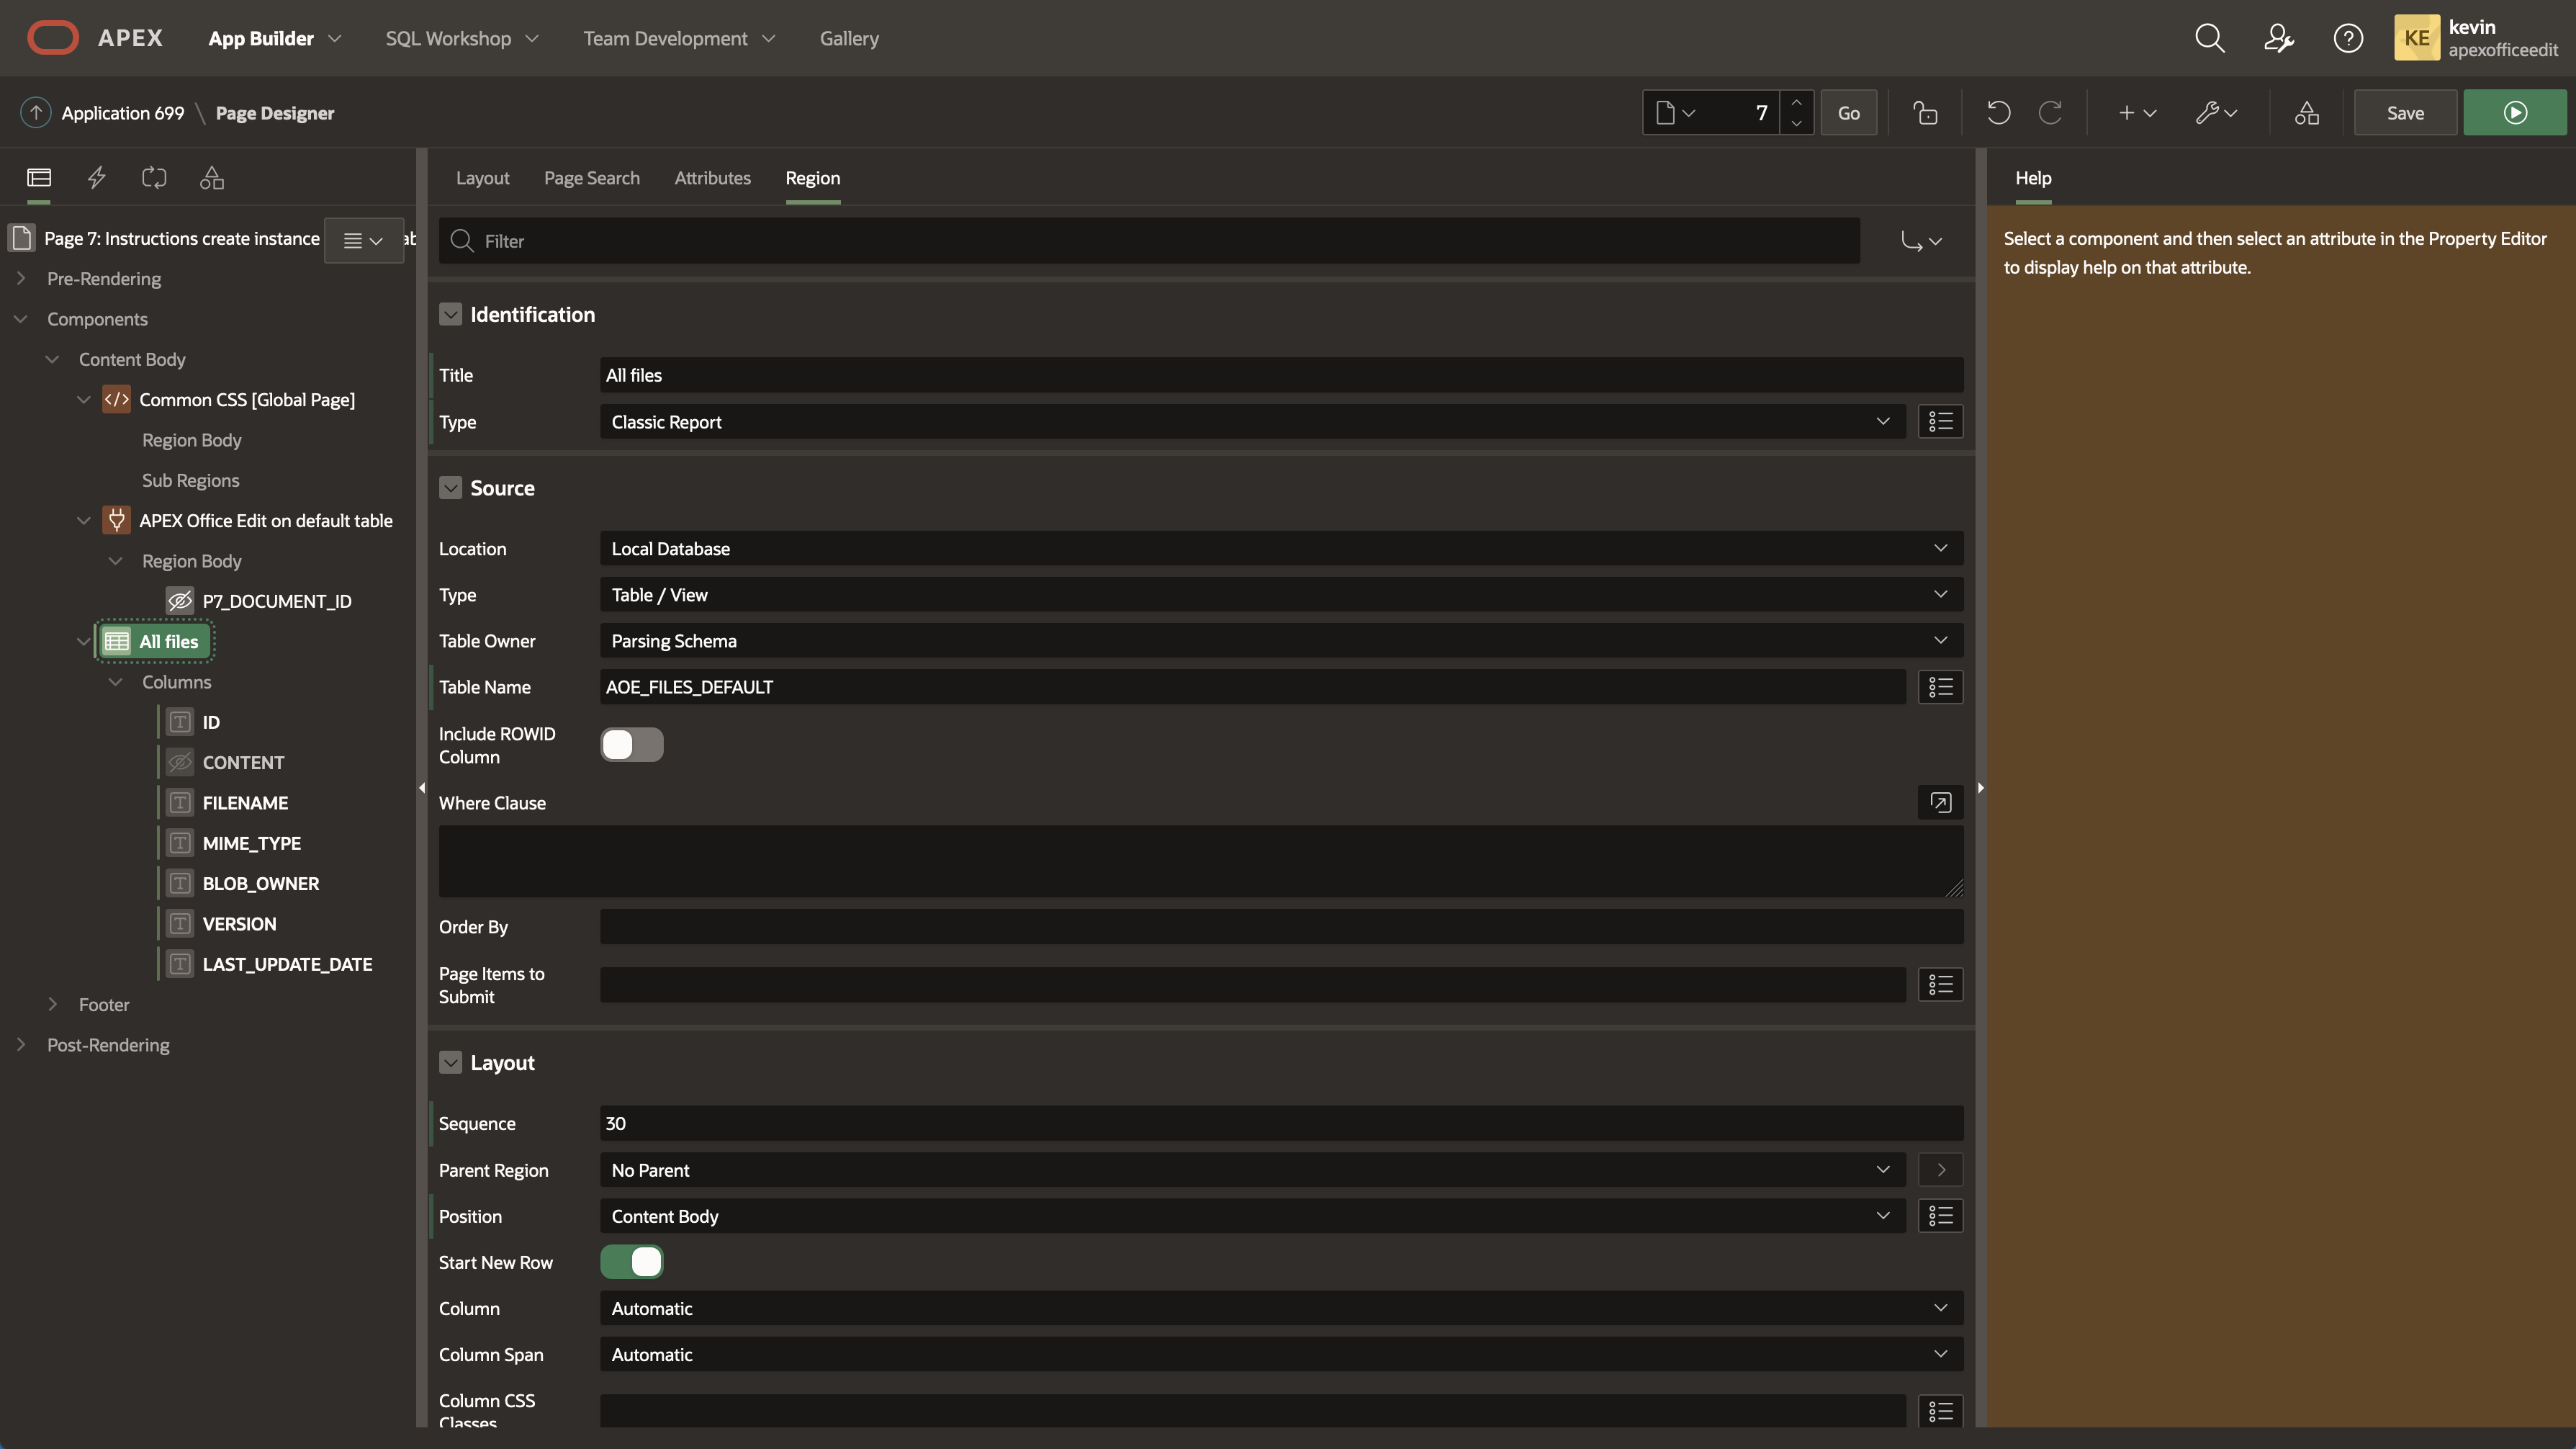 APEX
App Builder
SQL Workshop
Team Development
Gallery
KE
kevin
apexofficeedit
Application 699 \ Page Designer
7
Go
Save
Page 7: Instructions create instance
Pre-Rendering
Components
Content Body
</> Common CSS [Global Page]
Region Body
Sub Regions
APEX Office Edit on default table
Region Body
P7_DOCUMENT_ID
All files
Columns
ID
CONTENT
FILENAME
MIME_TYPE
BLOB_OWNER
VERSION
LAST_UPDATE_DATE
Footer
Post-Rendering
Layout
Page Search
Attributes
Region
Filter
Identification
Title
All files
Type
Classic Report
Source
Location
Local Database
Type
Table / View
Table Owner
Parsing Schema
Table Name
AOE_FILES_DEFAULT
Include ROWID
Column
Where Clause
Order By
Page Items to
Submit
Layout
Sequence
30
Parent Region
No Parent
Position
Content Body
Start New Row
Column
Automatic
Column Span
Automatic
Column CSS
Classes
Help
Select a component and then select an attribute in the Property Editor
to display help on that attribute.